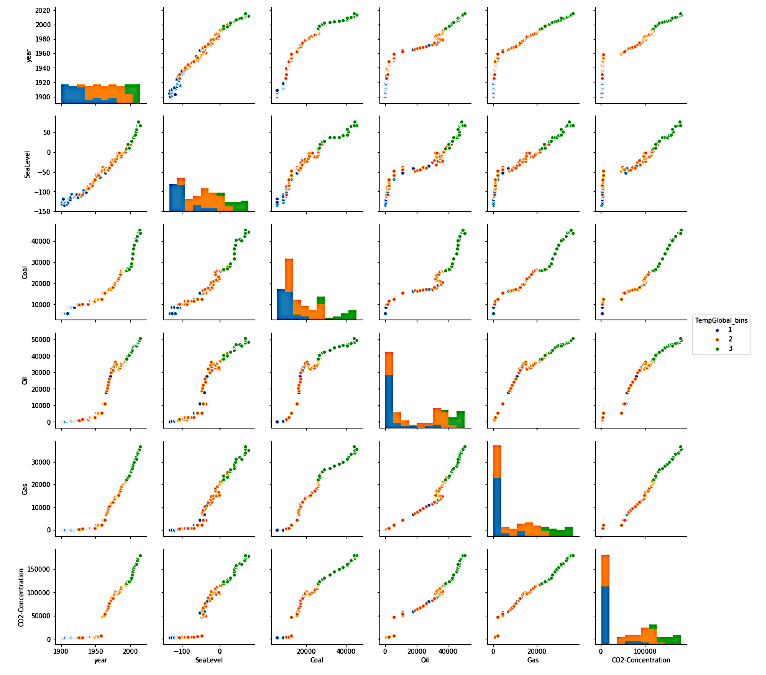 2020
2000
1980
1960
1940
1920
1900
year
50
0
−50
−100
−150
SeaLevel
40000
30000
20000
10000
Coal
TempGlobal_bins
1
2
3
50000
40000
30000
20000
10000
0
Oil
30000
20000
10000
0
Gas
150000
100000
50000
0
CO2-Concentration
1900 1950 2000
−100 0
20000 40000
0 20000 40000
0 20000
0 100000
year
SeaLevel
Coal
Oil
Gas
CO2-Concentration